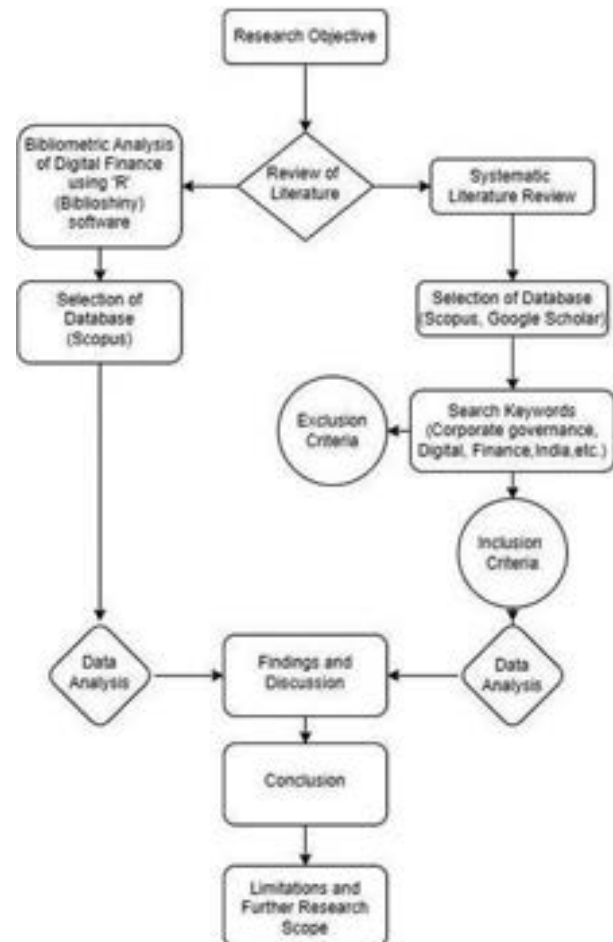 Research Objective
Review of
Literature
Bibliometric Analysis
of Digital Finance
using 'R'
(Biblioshiny)
software
Selection of
Database
(Scopus)
Data
Analysis
Systematic
Literature Review
Selection of Database
(Scopus, Google Scholar)
Search Keywords
(Corporate governance,
Digital, Finance,India,etc.)
Exclusion
Criteria
Inclusion
Criteria
Data
Analysis
Findings and
Discussion
Conclusion
Limitations and
Further Research
Scope